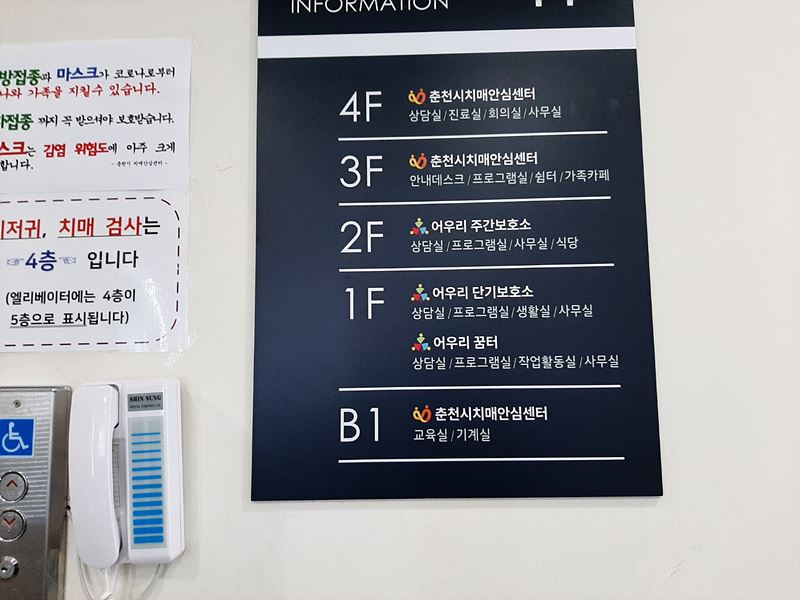 INFORMATION
4F
춘천시치매안심센터
상담실 / 진료실 / 회의실 / 사무실
3F
춘천시치매안심센터
안내데스크 / 프로그램실 / 쉼터 / 가족카페
2F
어우리 주간보호소
상담실 / 프로그램실 / 사무실 / 식당
1F
어우리 단기보호소
상담실 / 프로그램실 / 생활실 / 사무실
어우리 꿈터
상담실 / 프로그램실 / 작업활동실 / 사무실
B1
춘천시치매안심센터
교육실 / 기계실
방접종과 마스크가 코로나로부터
나와 가족을 지킬수 있습니다.
까지 꼭 받으셔야 보호받습니다.
스크는 감염 위험도에 아주 크게
합니다.
- 춘천시 치매안심센터 -
기저귀, 치매 검사는
☞4층☜ 입니다
(엘리베이터에는 4층이
5층으로 표시됩니다)
SHIN SUNG